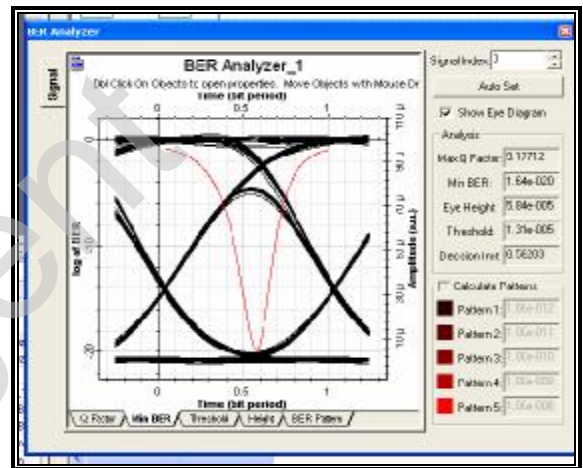 BER Analyzer
BER Analyzer_1
Dbl Click On Objects to open properties. Move Objects with Mouse Dr
Time (bit period)
0 0.5 1
Signal
log of BER
0
-10
-20
Amplitude (a.u.)
0 0.5 1
Time (bit period)
Q Factor Min BER Threshold Height BER Pattern
Signal Index: 3
Auto Set
Show Eye Diagram
Analysis
Max Q Factor:
Min BER: 1.64e-020
Eye Height: 5.84e-005
Threshold: 1.31e-005
Decision Inst: 0.56203
Calculate Patterns
Pattern 1:
Pattern 2:
Pattern 3:
Pattern 4:
Pattern 5: